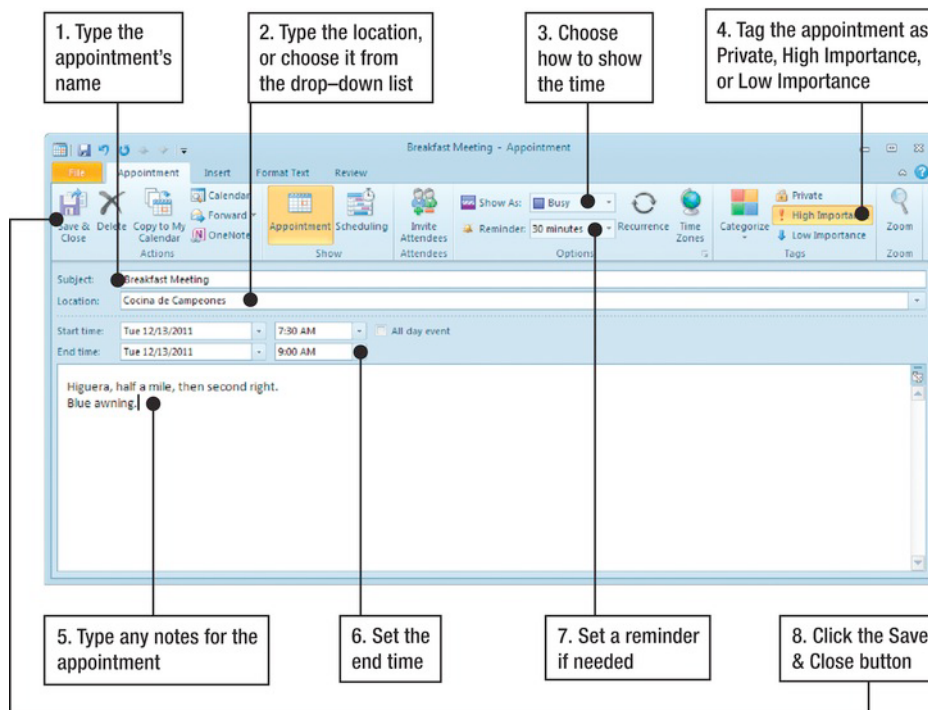 1. Type the
appointment's
name
2. Type the location,
or choose it from
the drop–down list
3. Choose
how to show
the time
4. Tag the appointment as
Private, High Importance,
or Low Importance
Breakfast Meeting - Appointment
File Appointment Insert Format Text Review
Save & Close
Delete
Copy to My Calendar
Calendar
Forward
OneNote
Actions
Appointment
Scheduling
Show
Invite Attendees
Attendees
Show As: Busy
Reminder: 30 minutes
Recurrence
Time Zones
Options
Categorize
Private
High Importance
Low Importance
Tags
Zoom
Zoom
Subject: Breakfast Meeting
Location: Cocina de Campeones
Start time: Tue 12/13/2011 7:30 AM All day event
End time: Tue 12/13/2011 9:00 AM
Higuera, half a mile, then second right.
Blue awning.
5. Type any notes for the
appointment
6. Set the
end time
7. Set a reminder
if needed
8. Click the Save
& Close button